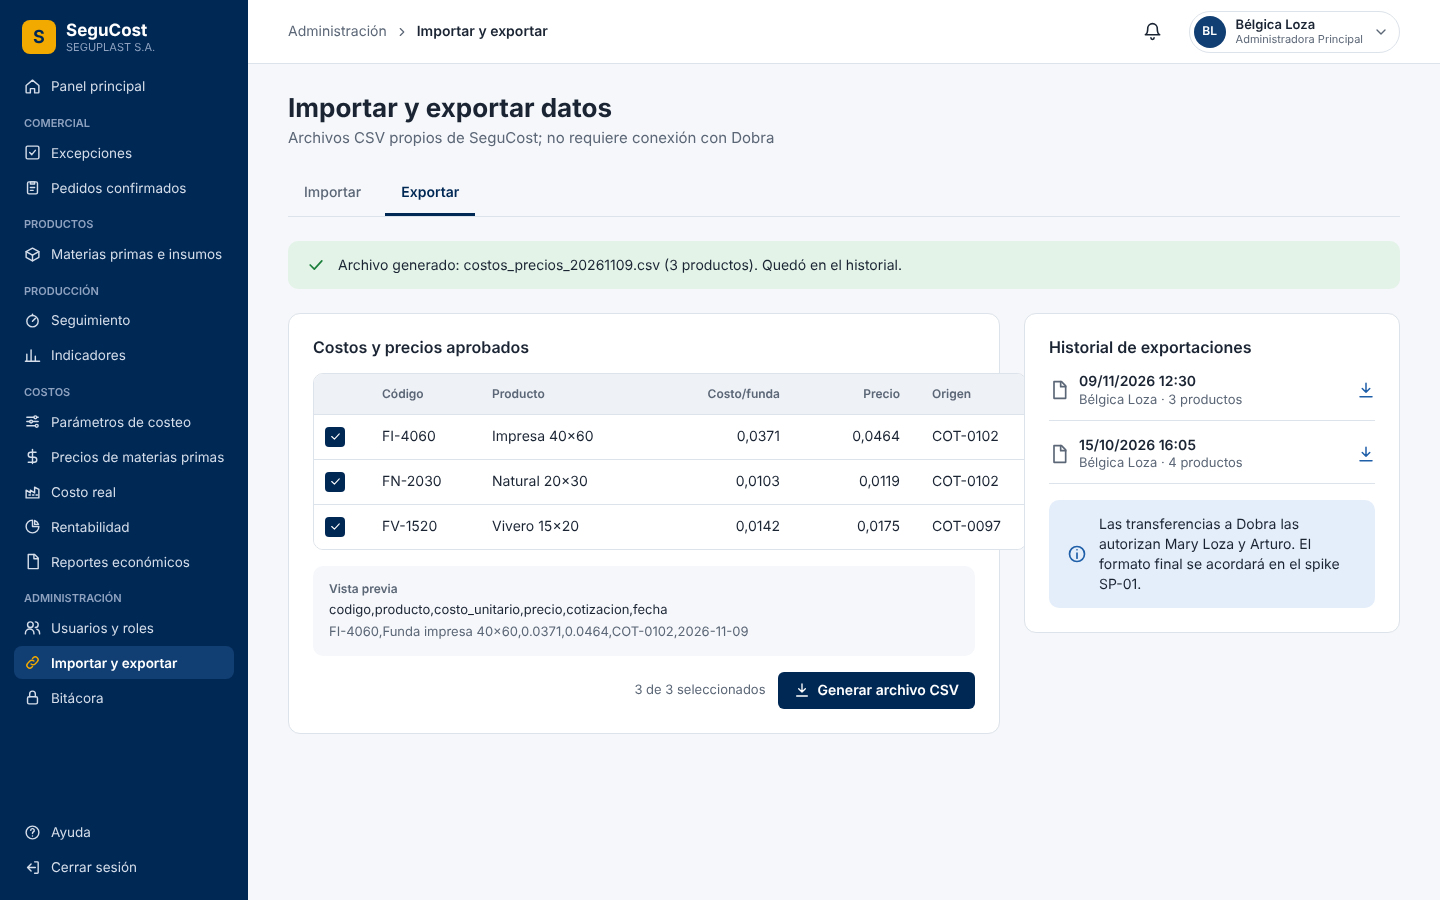 S
SeguCost
SEGUPLAST S.A.
Panel principal
COMERCIAL
Excepciones
Pedidos confirmados
PRODUCTOS
Materias primas e insumos
PRODUCCIÓN
Seguimiento
Indicadores
COSTOS
Parámetros de costeo
Precios de materias primas
Costo real
Rentabilidad
Reportes económicos
ADMINISTRACIÓN
Usuarios y roles
Importar y exportar
Bitácora
Ayuda
Cerrar sesión
Administración > Importar y exportar
BL
Bélgica Loza
Administradora Principal
Importar y exportar datos
Archivos CSV propios de SeguCost; no requiere conexión con Dobra
Importar Exportar
Archivo generado: costos_precios_20261109.csv (3 productos). Quedó en el historial.
Costos y precios aprobados
Código Producto Costo/funda Precio Origen
FI-4060 Impresa 40×60 0,0371 0,0464 COT-0102
FN-2030 Natural 20×30 0,0103 0,0119 COT-0102
FV-1520 Vivero 15×20 0,0142 0,0175 COT-0097
Vista previa
codigo,producto,costo_unitario,precio,cotizacion,fecha
FI-4060,Funda impresa 40×60,0.0371,0.0464,COT-0102,2026-11-09
3 de 3 seleccionados Generar archivo CSV
Historial de exportaciones
09/11/2026 12:30
Bélgica Loza · 3 productos
15/10/2026 16:05
Bélgica Loza · 4 productos
Las transferencias a Dobra las
autorizan Mary Loza y Arturo. El
formato final se acordará en el spike
SP-01.